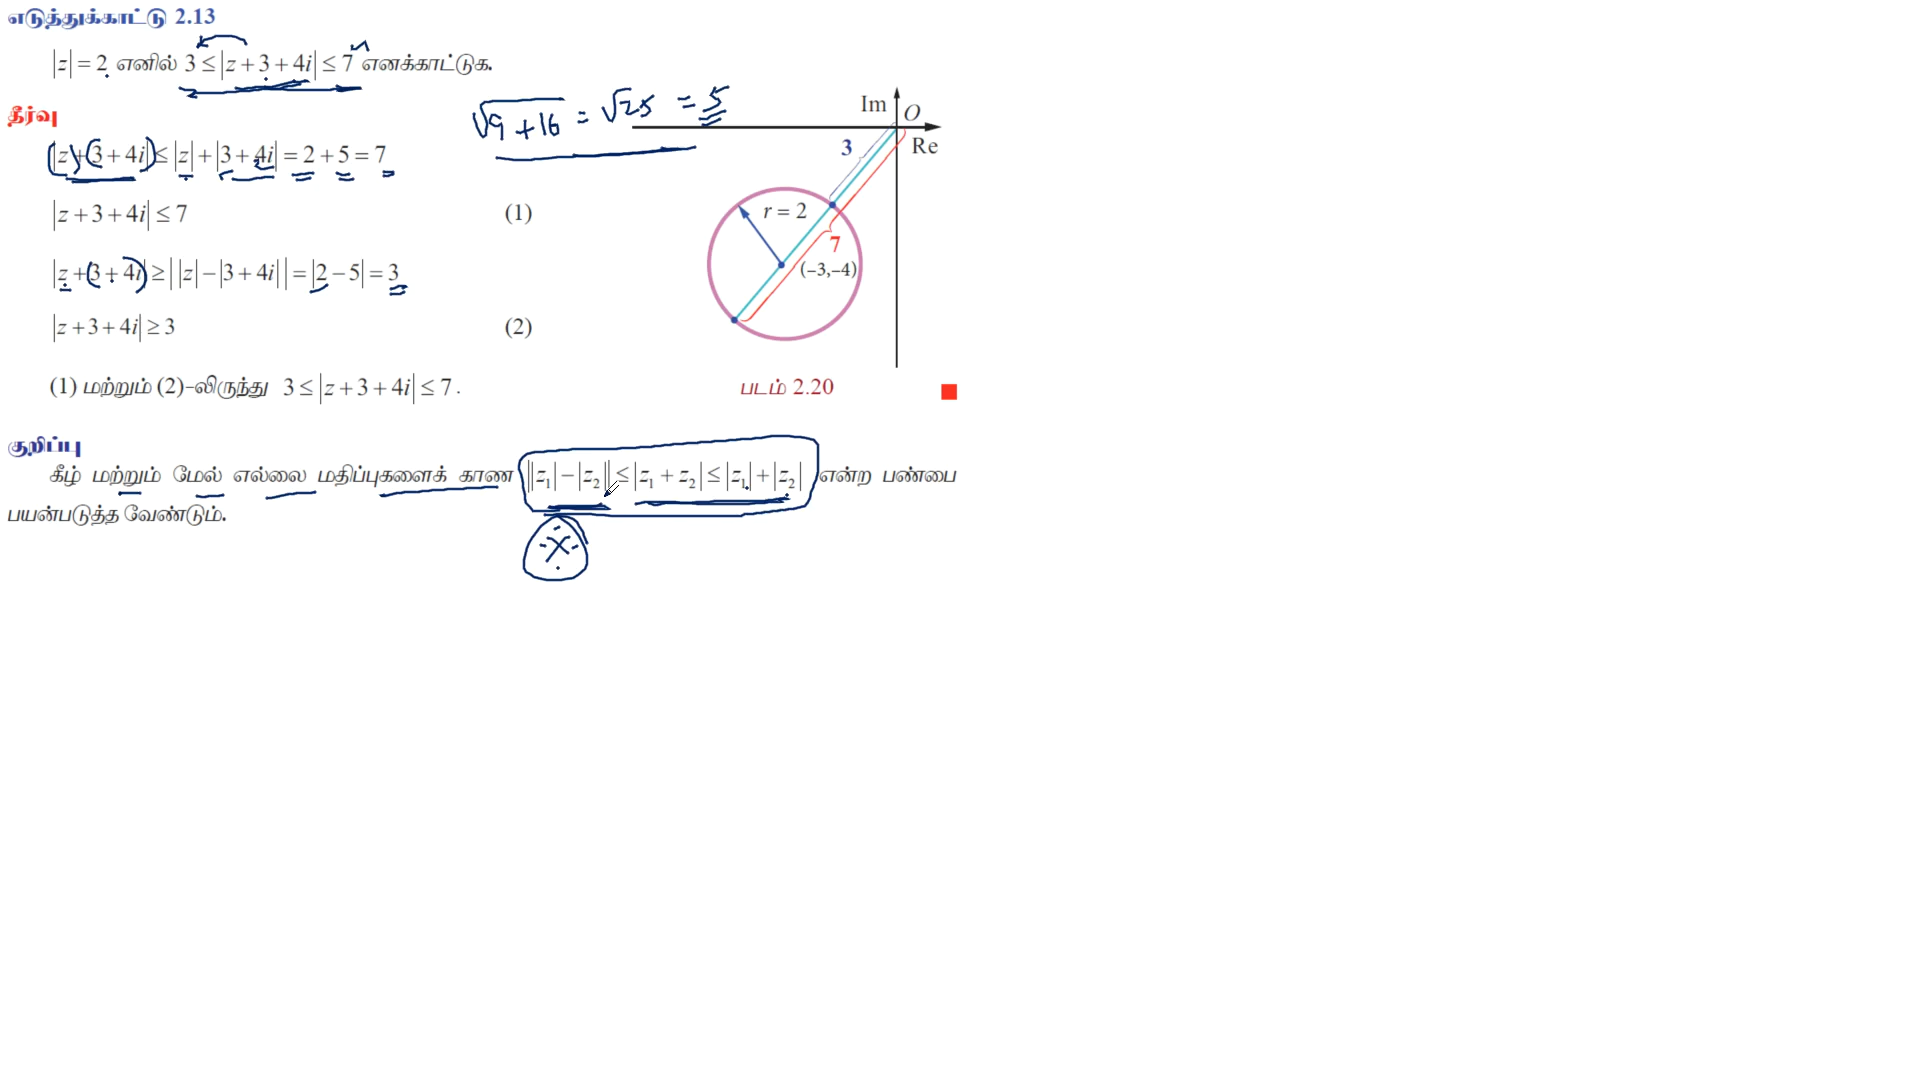 எடுத்துக்காட்டு 2.13
|z| = 2 எனில் 3 ≤ |z + 3 + 4i| ≤ 7 எனக்காட்டுக.
தீர்வு
√9 + 16 = √25 = 5
|z + (3 + 4i)| ≤ |z| + |3 + 4i| = 2 + 5 = 7
|z + 3 + 4i| ≤ 7 (1)
|z + (3 + 4i)| ≥ ||z| − |3 + 4i|| = |2 − 5| = 3
|z + 3 + 4i| ≥ 3 (2)
(1) மற்றும் (2)-லிருந்து 3 ≤ |z + 3 + 4i| ≤ 7.
Im O
Re
3
r = 2
7
(−3,−4)
படம் 2.20
குறிப்பு
கீழ் மற்றும் மேல் எல்லை மதிப்புகளைக் காண ||z₁| − |z₂|| ≤ |z₁ + z₂| ≤ |z₁| + |z₂| என்ற பண்பை
பயன்படுத்த வேண்டும்.